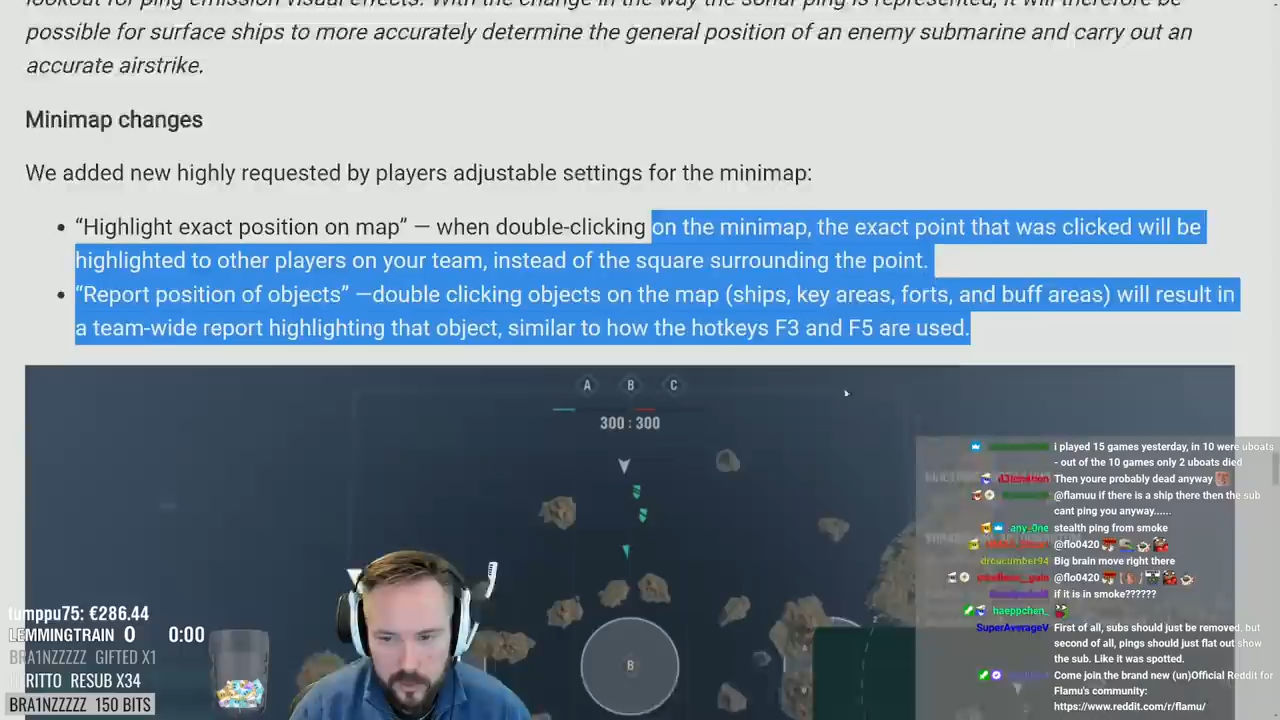 lookout for ping emission visual effects. With the change in the way the sonar ping is represented, it will therefore be
possible for surface ships to more accurately determine the general position of an enemy submarine and carry out an
accurate airstrike.
Minimap changes
We added new highly requested by players adjustable settings for the minimap:
• “Highlight exact position on map” — when double-clicking on the minimap, the exact point that was clicked will be
highlighted to other players on your team, instead of the square surrounding the point.
• “Report position of objects” —double clicking objects on the map (ships, key areas, forts, and buff areas) will result in
a team-wide report highlighting that object, similar to how the hotkeys F3 and F5 are used.
A B C
300 : 300
B
i played 15 games yesterday, in 10 were uboats
- out of the 10 games only 2 uboats died
Then youre probably dead anyway
@flamuu if there is a ship there then the sub
cant ping you anyway......
any_0ne stealth ping from smoke
@flo0420
drcucumber94 Big brain move right there
@flo0420
if it is in smoke??????
haeppchen_
SuperAverageV First of all, subs should just be removed, but
second of all, pings should just flat out show
the sub. Like it was spotted.
Come join the brand new (un)Official Reddit for
Flamu's community:
https://www.reddit.com/r/flamu/
tumppu75: €286.44
LEMMINGTRAIN 0 0:00
BRA1NZZZZZ GIFTED X1
RITTO RESUB X34
BRA1NZZZZZ 150 BITS